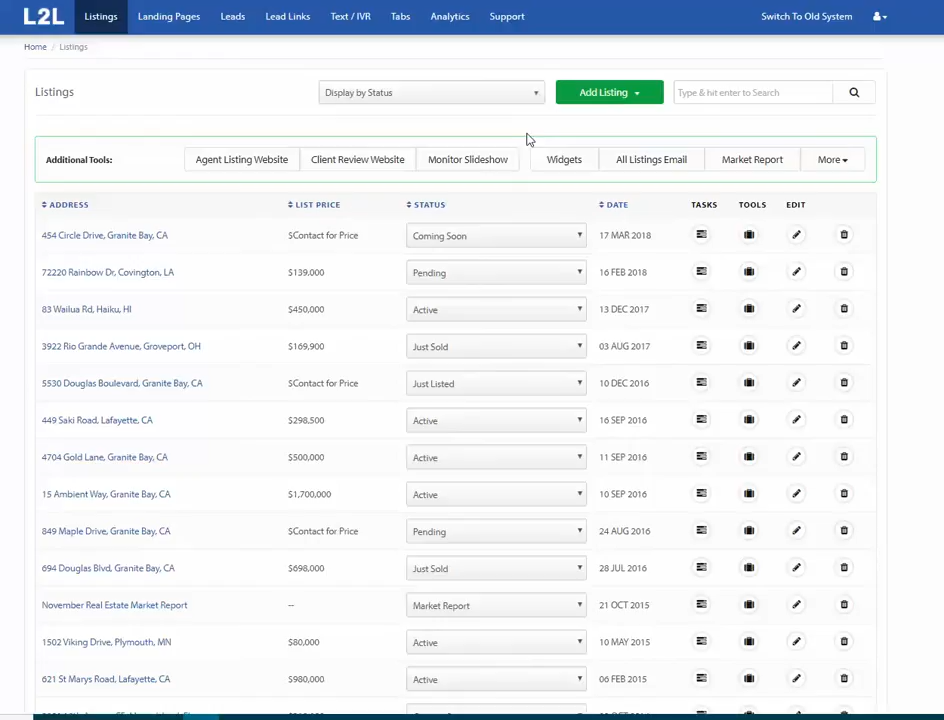 L2L Listings Landing Pages Leads Lead Links Text / IVR Tabs Analytics Support Switch To Old System
Home / Listings
Listings Display by Status Add Listing Type & hit enter to Search
Additional Tools: Agent Listing Website Client Review Website Monitor Slideshow Widgets All Listings Email Market Report More
ADDRESS LIST PRICE STATUS DATE TASKS TOOLS EDIT
454 Circle Drive, Granite Bay, CA $Contact for Price Coming Soon 17 MAR 2018
72220 Rainbow Dr, Covington, LA $139,000 Pending 16 FEB 2018
83 Wailua Rd, Haiku, HI $450,000 Active 13 DEC 2017
3922 Rio Grande Avenue, Groveport, OH $169,900 Just Sold 03 AUG 2017
5530 Douglas Boulevard, Granite Bay, CA $Contact for Price Just Listed 10 DEC 2016
449 Saki Road, Lafayette, CA $298,500 Active 16 SEP 2016
4704 Gold Lane, Granite Bay, CA $500,000 Active 11 SEP 2016
15 Ambient Way, Granite Bay, CA $1,700,000 Active 10 SEP 2016
849 Maple Drive, Granite Bay, CA $Contact for Price Pending 24 AUG 2016
694 Douglas Blvd, Granite Bay, CA $698,000 Just Sold 28 JUL 2016
November Real Estate Market Report -- Market Report 21 OCT 2015
1502 Viking Drive, Plymouth, MN $80,000 Active 10 MAY 2015
621 St Marys Road, Lafayette, CA $980,000 Active 06 FEB 2015